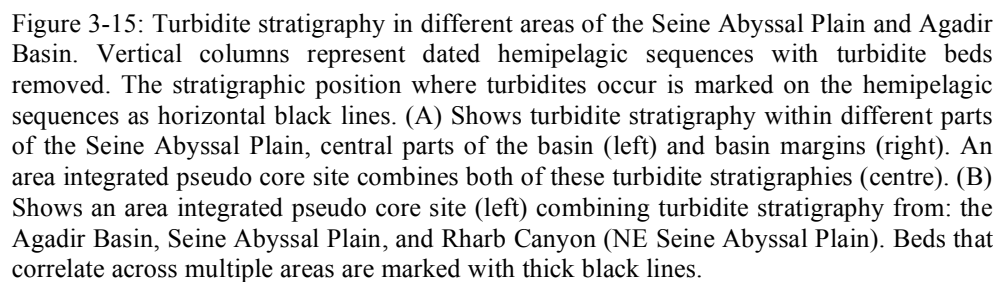 Figure 3-15: Turbidite stratigraphy in different areas of the Seine Abyssal Plain and Agadir
Basin. Vertical columns represent dated hemipelagic sequences with turbidite beds
removed. The stratigraphic position where turbidites occur is marked on the hemipelagic
sequences as horizontal black lines. (A) Shows turbidite stratigraphy within different parts
of the Seine Abyssal Plain, central parts of the basin (left) and basin margins (right). An
area integrated pseudo core site combines both of these turbidite stratigraphies (centre). (B)
Shows an area integrated pseudo core site (left) combining turbidite stratigraphy from: the
Agadir Basin, Seine Abyssal Plain, and Rharb Canyon (NE Seine Abyssal Plain). Beds that
correlate across multiple areas are marked with thick black lines.